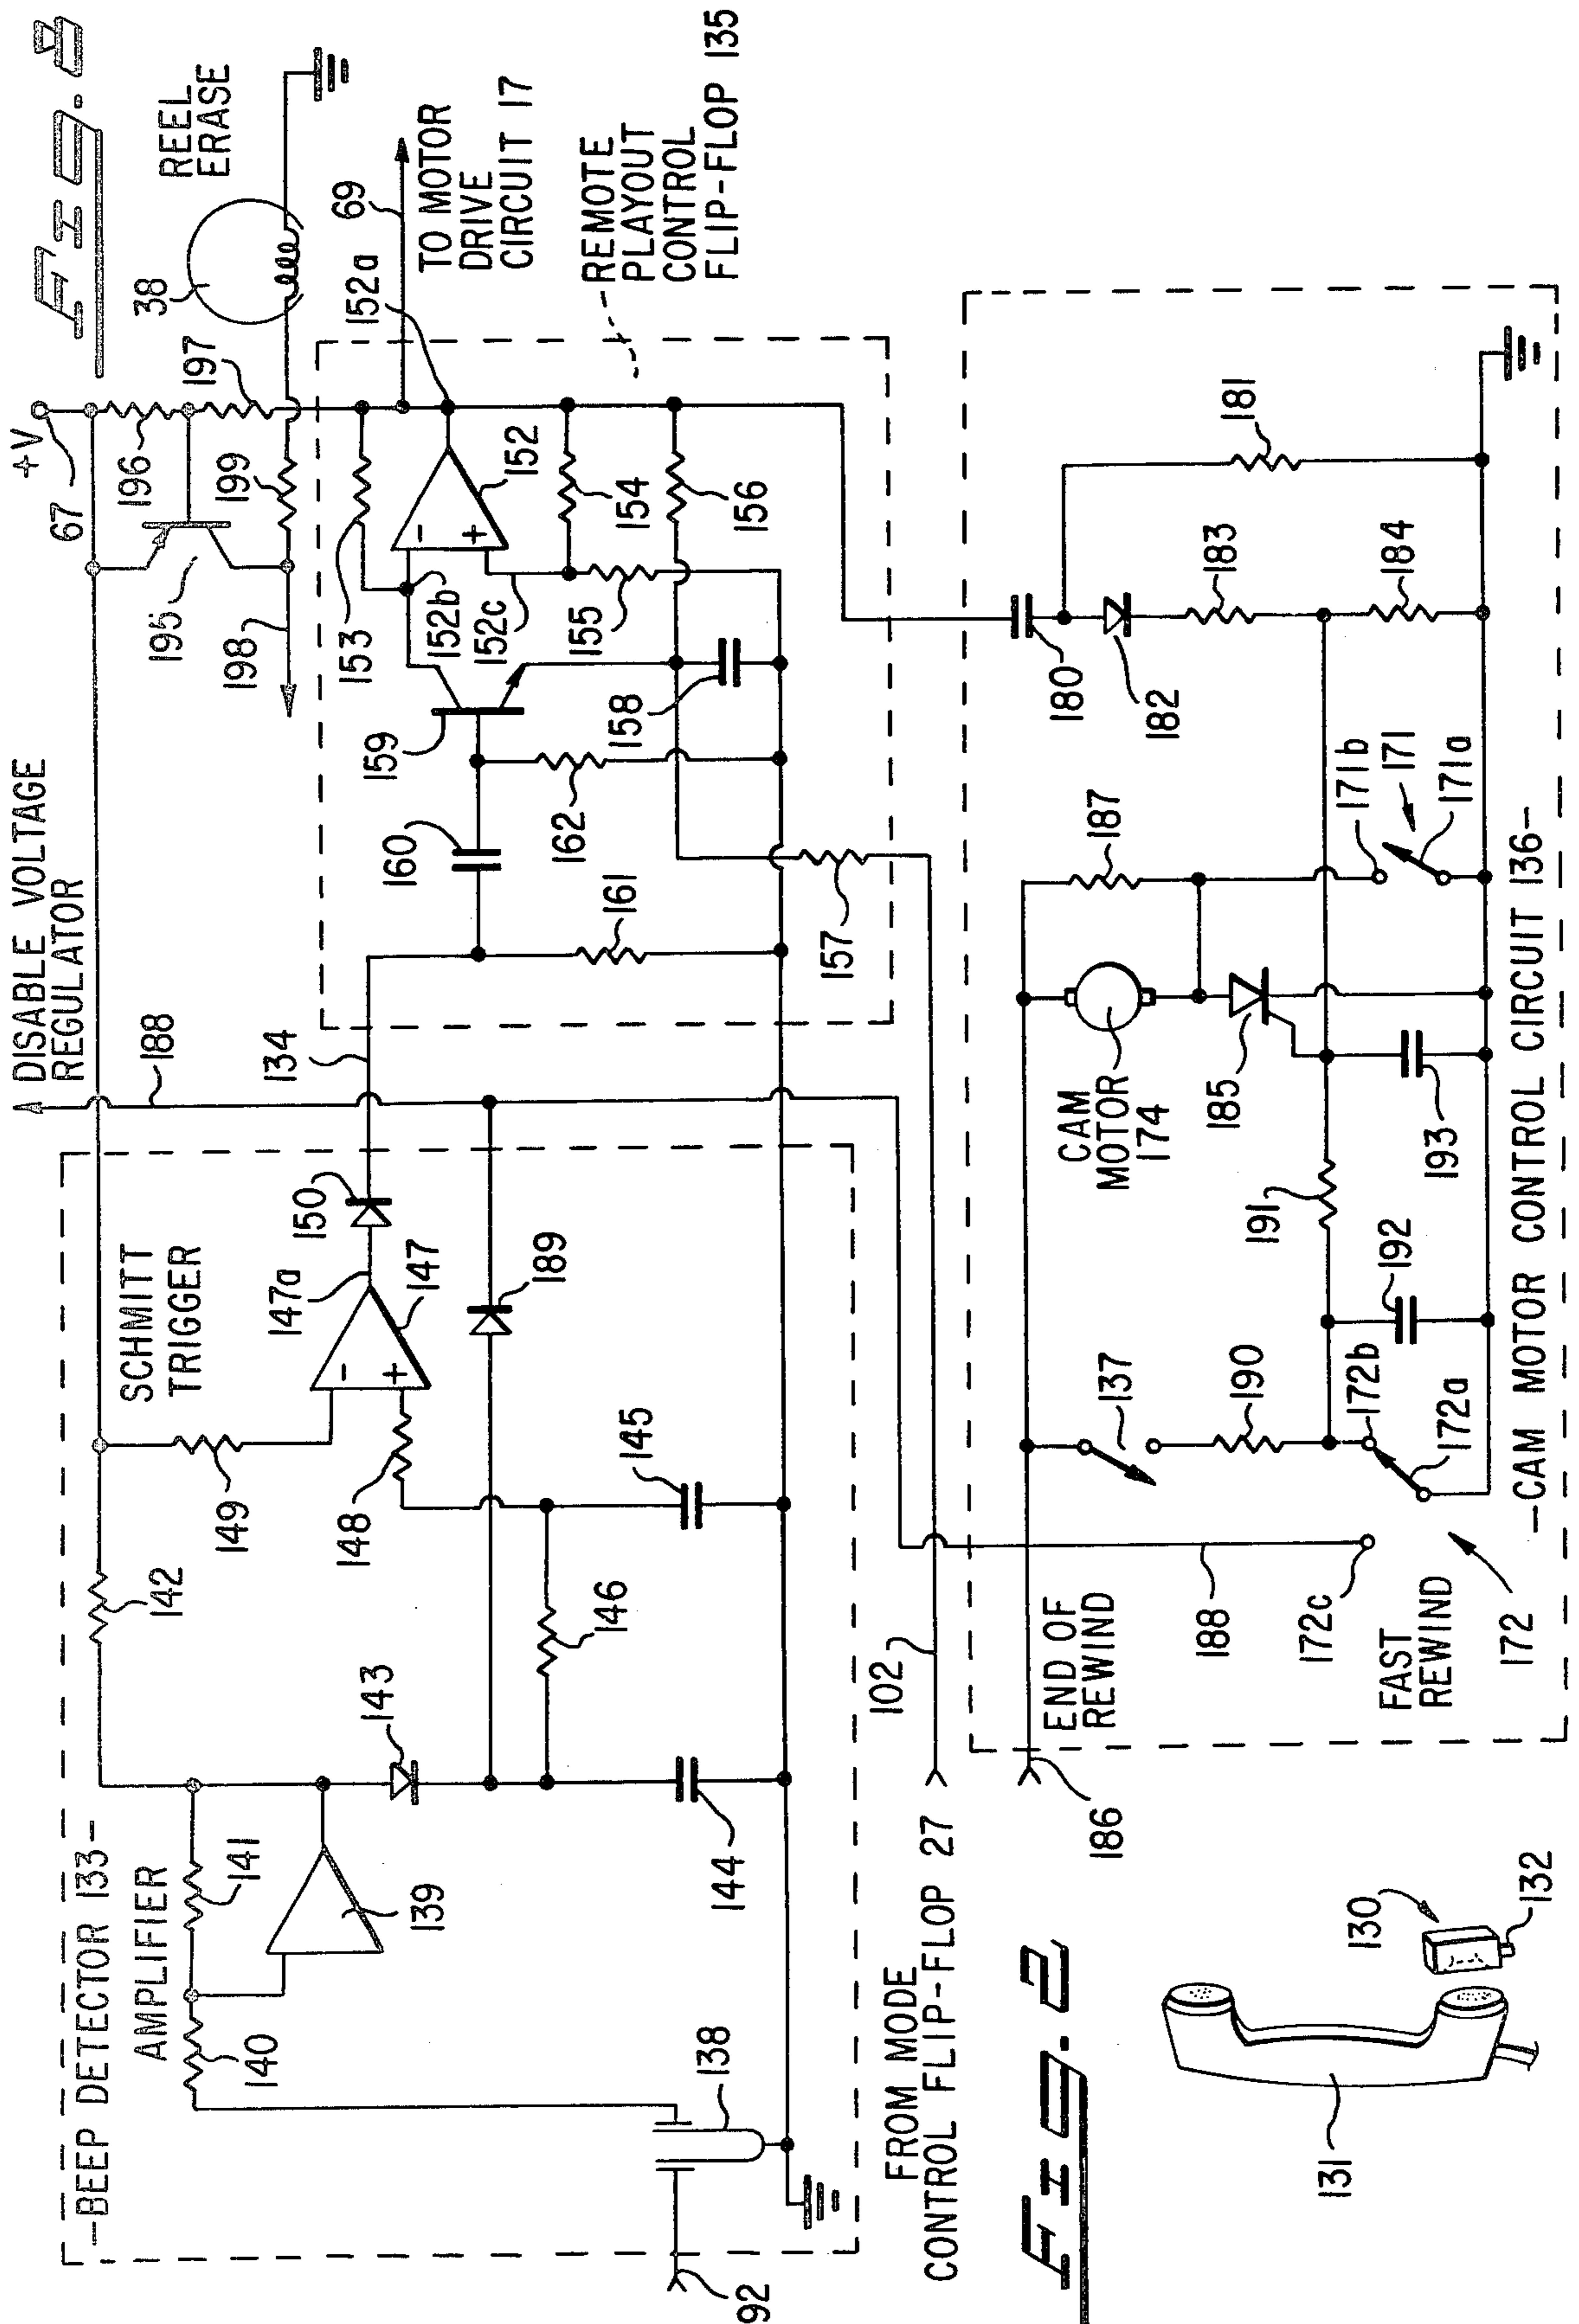 Fig. 8
+V
67
DISABLE VOLTAGE
REGULATOR
188
-BEEP DETECTOR 133-
AMPLIFIER
140
141
139
142
143
144
145
146
148
149
SCHMITT
TRIGGER
147a
147
150
189
134
138
92
195
196
197
198
199
38
REEL
ERASE
153
152b
152c
152
152a
69
TO MOTOR
DRIVE
CIRCUIT 17
154
155
156
157
158
159
160
161
162
REMOTE
PLAYOUT
CONTROL
FLIP-FLOP 135
FROM MODE
CONTROL FLIP-FLOP 27
102
186
END OF
REWIND
188
172c
FAST
REWIND
172
137
190
172b
172a
192
191
193
CAM
MOTOR
174
185
187
171b
171
171a
180
182
183
184
181
-CAM MOTOR CONTROL CIRCUIT 136-
Fig. 2
131
130
132